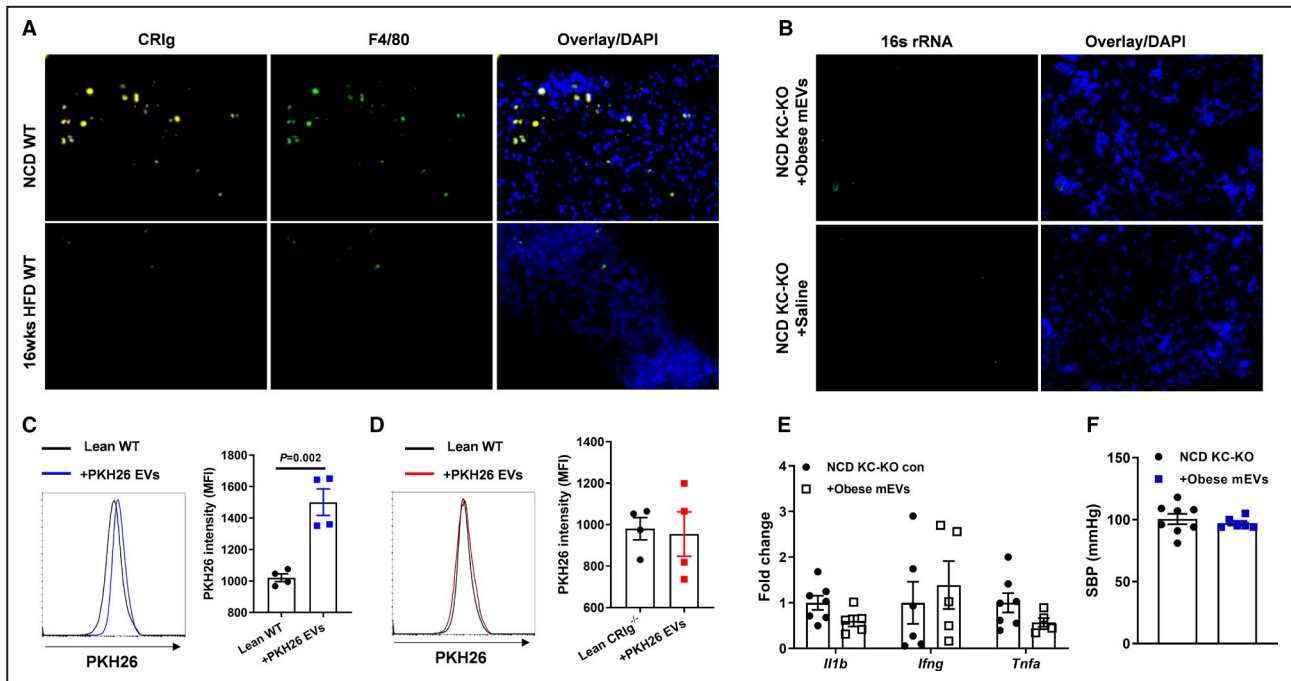 A
CRIg
F4/80
Overlay/DAPI
NCD WT
16wks HFD WT
B
16s rRNA
Overlay/DAPI
NCD KC-KO
+Obese mEVs
NCD KC-KO
+Saline
C
Lean WT
+PKH26 EVs
PKH26
PKH26 intensity (MFI)
1800
1600
1400
1200
1000
800
P=0.002
Lean WT
+PKH26 EVs
D
Lean WT
+PKH26 EVs
PKH26
PKH26 intensity (MFI)
1400
1200
1000
800
600
Lean CRIg-/-
+PKH26 EVs
E
NCD KC-KO con
+Obese mEVs
Fold change
4
3
2
1
0
Il1b
Ifng
Tnfa
F
NCD KC-KO
+Obese mEVs
SBP (mmHg)
150
100
50
0